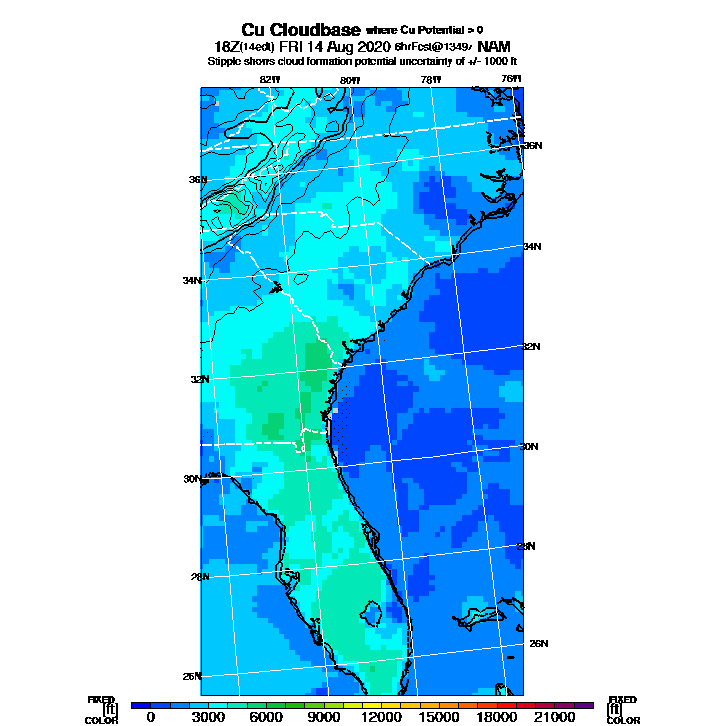 Cu Cloudbase where Cu Potential > 0
18Z(14edt) FRI 14 Aug 2020 6hrFcst@1349z NAM
Stipple shows cloud formation potential uncertainty of +/- 1000 ft
82W 80W 78W 76W
36N
36N
34N
34N
32N
32N
30N
30N
28N
28N
26N
26N
FIXED [ft] COLOR
0 3000 6000 9000 12000 15000 18000 21000
FIXED [ft] COLOR